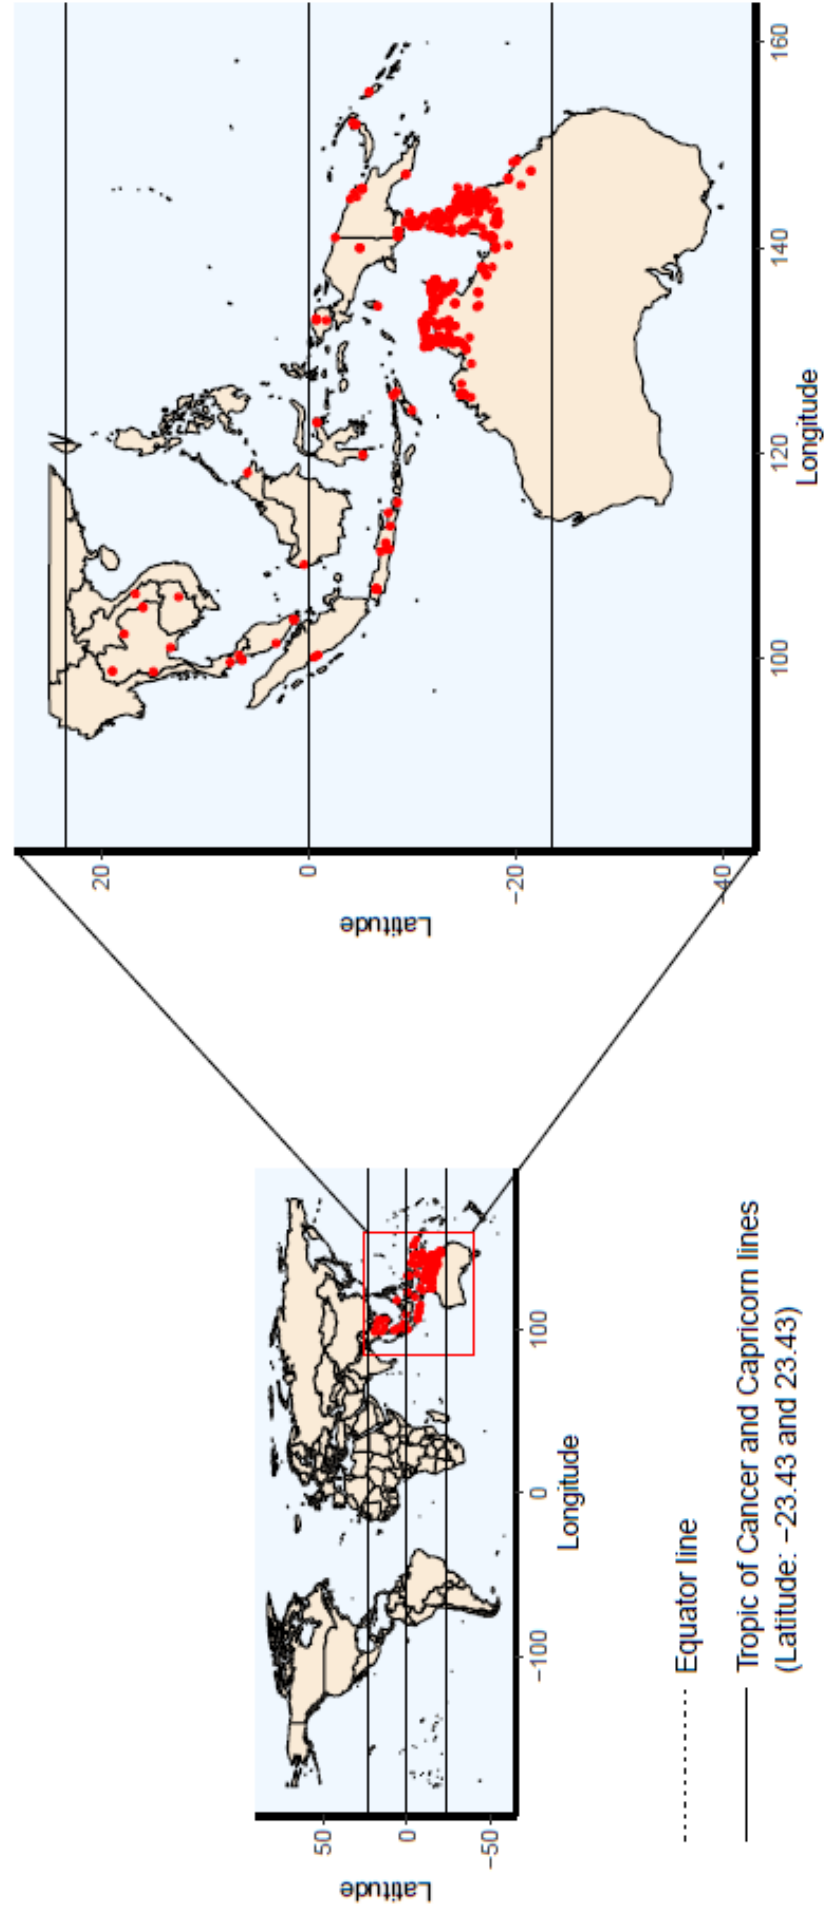 Latitude
50
0
−50
−100
0
100
Longitude
Latitude
20
0
−20
−40
100
120
140
160
Longitude
Equator line
Tropic of Cancer and Capricorn lines
(Latitude: −23.43 and 23.43)